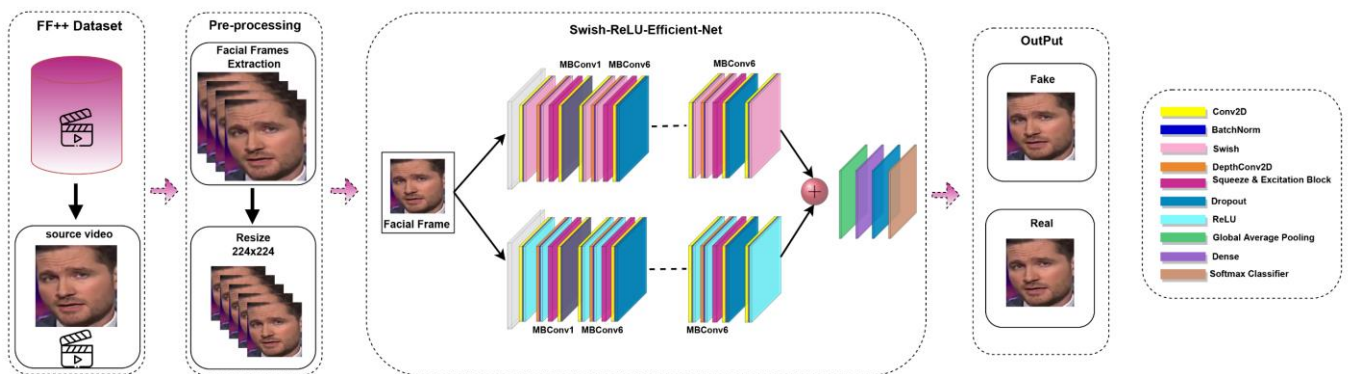 FF++ Dataset
source video
Pre-processing
Facial Frames
Extraction
Resize
224x224
Swish-ReLU-Efficient-Net
Facial Frame
MBConv1
MBConv6
MBConv6
MBConv1
MBConv6
MBConv6
+
OutPut
Fake
Real
Conv2D
BatchNorm
Swish
DepthConv2D
Squeeze & Excitation Block
Dropout
ReLU
Global Average Pooling
Dense
Softmax Classifier